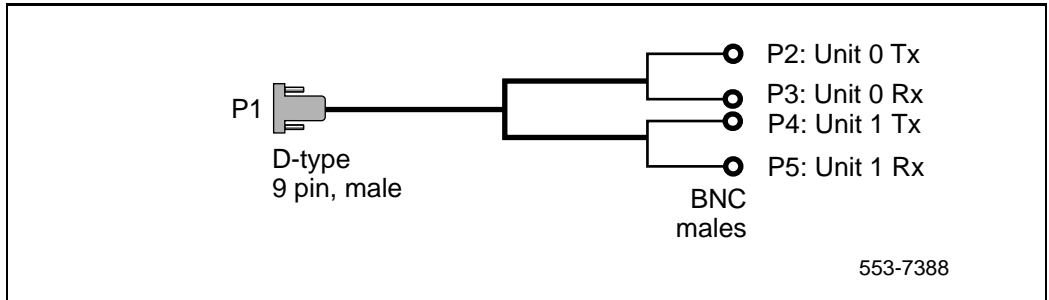 P2: Unit 0 Tx
P1
P3: Unit 0 Rx
P4: Unit 1 Tx
D-type
9 pin, male
P5: Unit 1 Rx
BNC
males
553-7388